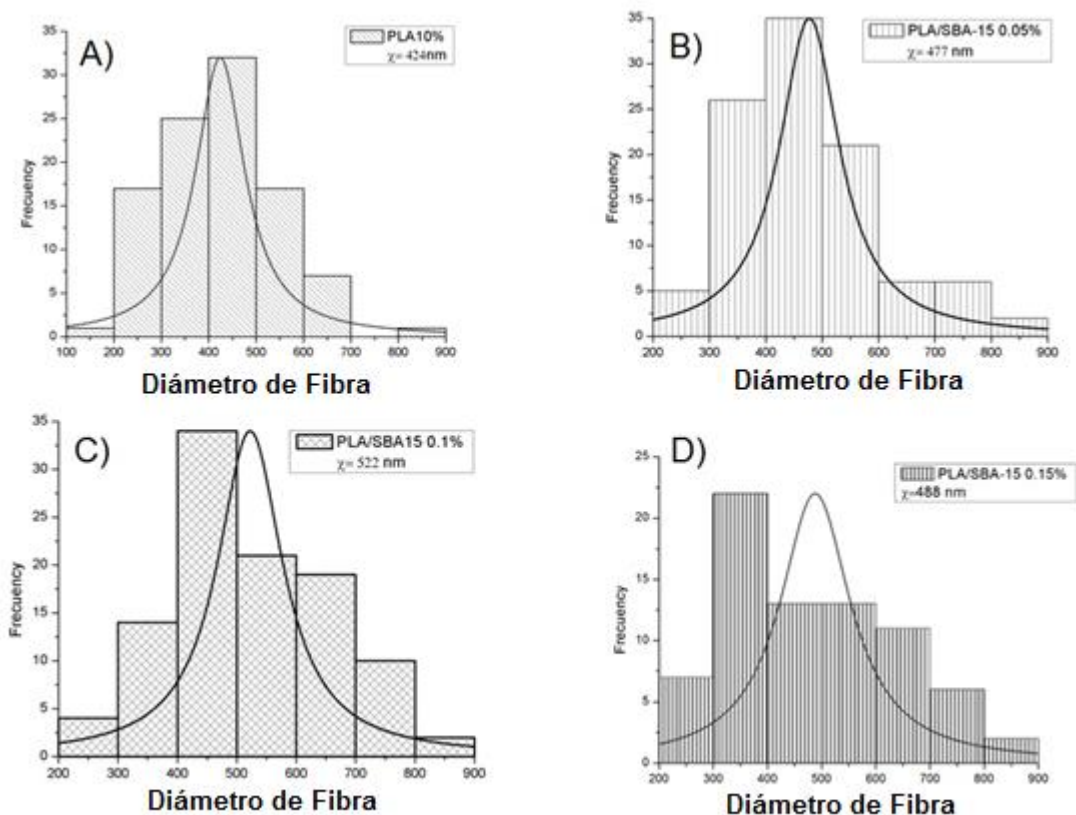 A)
PLA10%
χ= 424nm
35
30
25
20
15
10
5
0
Frecuency
100 200 300 400 500 600 700 800 900
Diámetro de Fibra
B)
PLA/SBA-15 0.05%
χ= 477 nm
35
30
25
20
15
10
5
0
Frecuency
200 300 400 500 600 700 800 900
Diámetro de Fibra
C)
PLA/SBA15 0.1%
χ= 522 nm
35
30
25
20
15
10
5
0
Frecuency
200 300 400 500 600 700 800 900
Diámetro de Fibra
D)
PLA/SBA-15 0.15%
χ=488 nm
25
20
15
10
5
0
Frecuency
200 300 400 500 600 700 800 900
Diámetro de Fibra